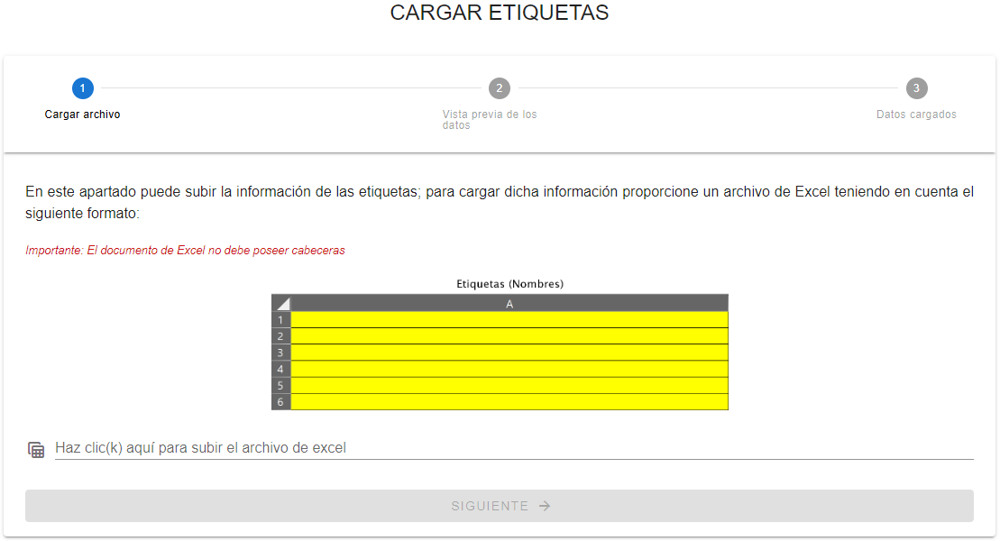 CARGAR ETIQUETAS
1
2
3
Cargar archivo
Vista previa de los
datos
Datos cargados
En este apartado puede subir la información de las etiquetas; para cargar dicha información proporcione un archivo de Excel teniendo en cuenta el
siguiente formato:
Importante: El documento de Excel no debe poseer cabeceras
Etiquetas (Nombres)
A
1
2
3
4
5
6
Haz clic(k) aquí para subir el archivo de excel
SIGUIENTE →